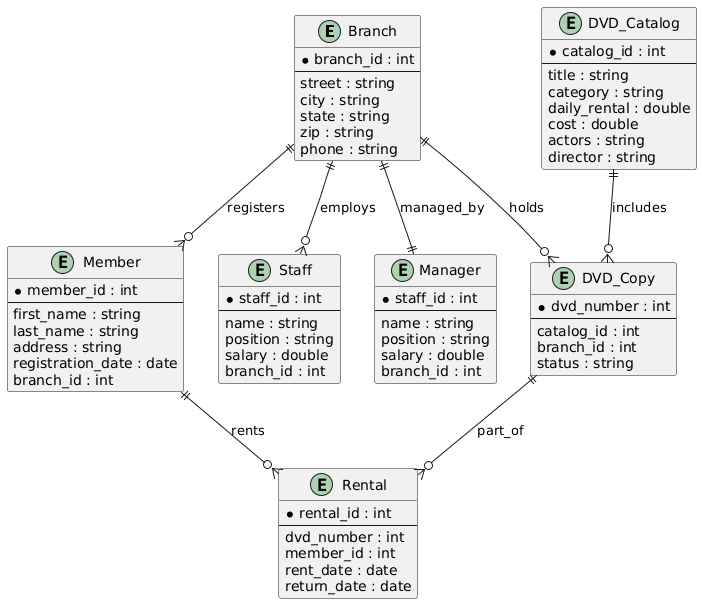 E Branch
* branch_id : int
street : string
city : string
state : string
zip : string
phone : string
E DVD_Catalog
* catalog_id : int
title : string
category : string
daily_rental : double
cost : double
actors : string
director : string
registers
employs
managed_by
holds
includes
E Member
* member_id : int
first_name : string
last_name : string
address : string
registration_date : date
branch_id : int
E Staff
* staff_id : int
name : string
position : string
salary : double
branch_id : int
E Manager
* staff_id : int
name : string
position : string
salary : double
branch_id : int
E DVD_Copy
* dvd_number : int
catalog_id : int
branch_id : int
status : string
rents
part_of
E Rental
* rental_id : int
dvd_number : int
member_id : int
rent_date : date
return_date : date